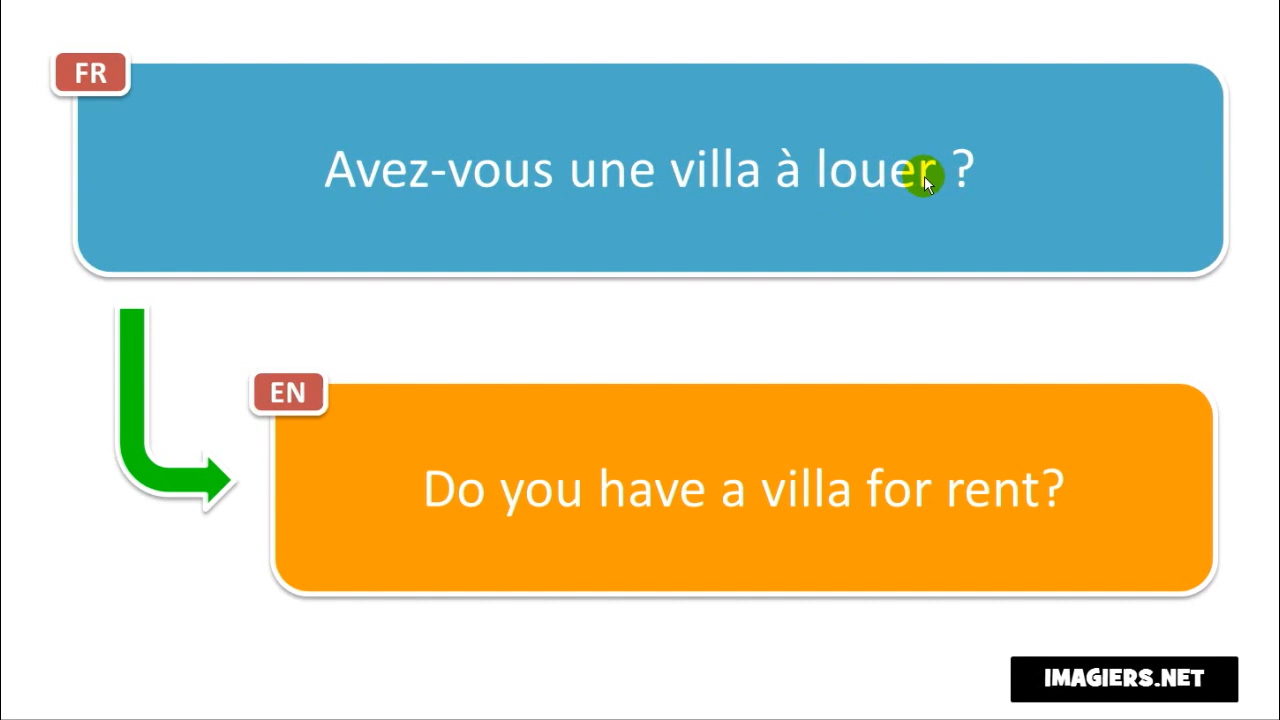 FR
Avez-vous une villa à louer ?
EN
Do you have a villa for rent?
IMAGIERS.NET